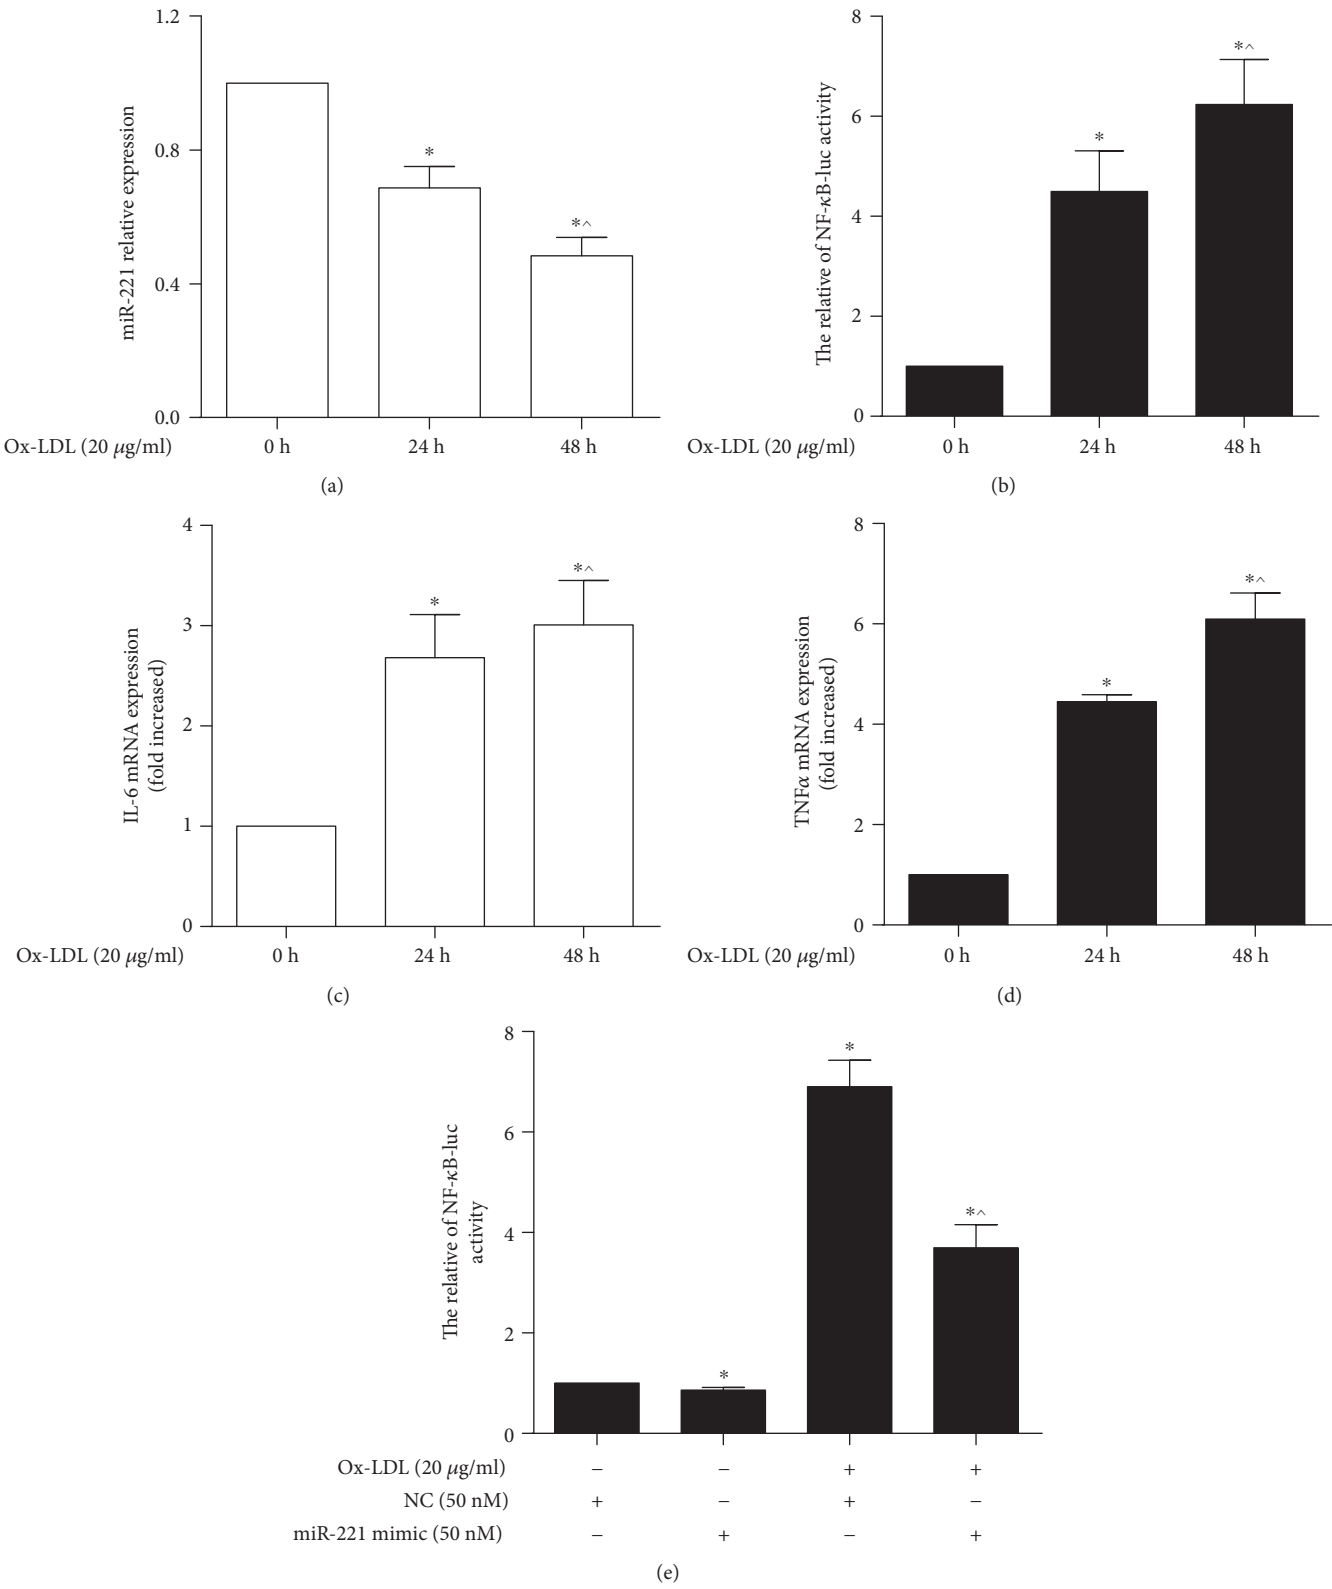 1.2
0.8
0.4
0.0
miR-221 relative expression
*
*^
Ox-LDL (20 μg/ml)
0 h
24 h
48 h
(a)
8
6
4
2
0
The relative of NF-κB-luc activity
*
*^
Ox-LDL (20 μg/ml)
0 h
24 h
48 h
(b)
4
3
2
1
0
IL-6 mRNA expression
(fold increased)
*
*^
Ox-LDL (20 μg/ml)
0 h
24 h
48 h
(c)
8
6
4
2
0
TNFα mRNA expression
(fold increased)
*
*^
Ox-LDL (20 μg/ml)
0 h
24 h
48 h
(d)
8
6
4
2
0
The relative of NF-κB-luc
activity
*
*
*^
Ox-LDL (20 μg/ml) − − + +
NC (50 nM) + − + −
miR-221 mimic (50 nM) − + − +
(e)